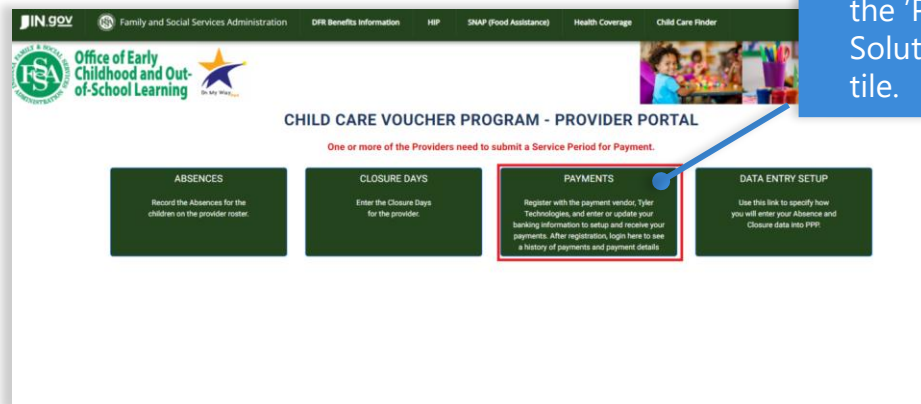 IN.gov Family and Social Services Administration DFR Benefits Information HIP SNAP (Food Assistance) Health Coverage Child Care Finder
FSSA
Office of Early
Childhood and Out-
of-School Learning
On My Way
tile.
CHILD CARE VOUCHER PROGRAM - PROVIDER PORTAL
One or more of the Providers need to submit a Service Period for Payment.
ABSENCES
Record the Absences for the
children on the provider roster.
CLOSURE DAYS
Enter the Closure Days
for the provider.
PAYMENTS
Register with the payment vendor, Tyler
Technologies, and enter or update your
banking information to setup and receive your
payments. After registration, login here to see
a history of payments and payment details
DATA ENTRY SETUP
Use this link to specify how
you will enter your Absence and
Closure data into PPP.